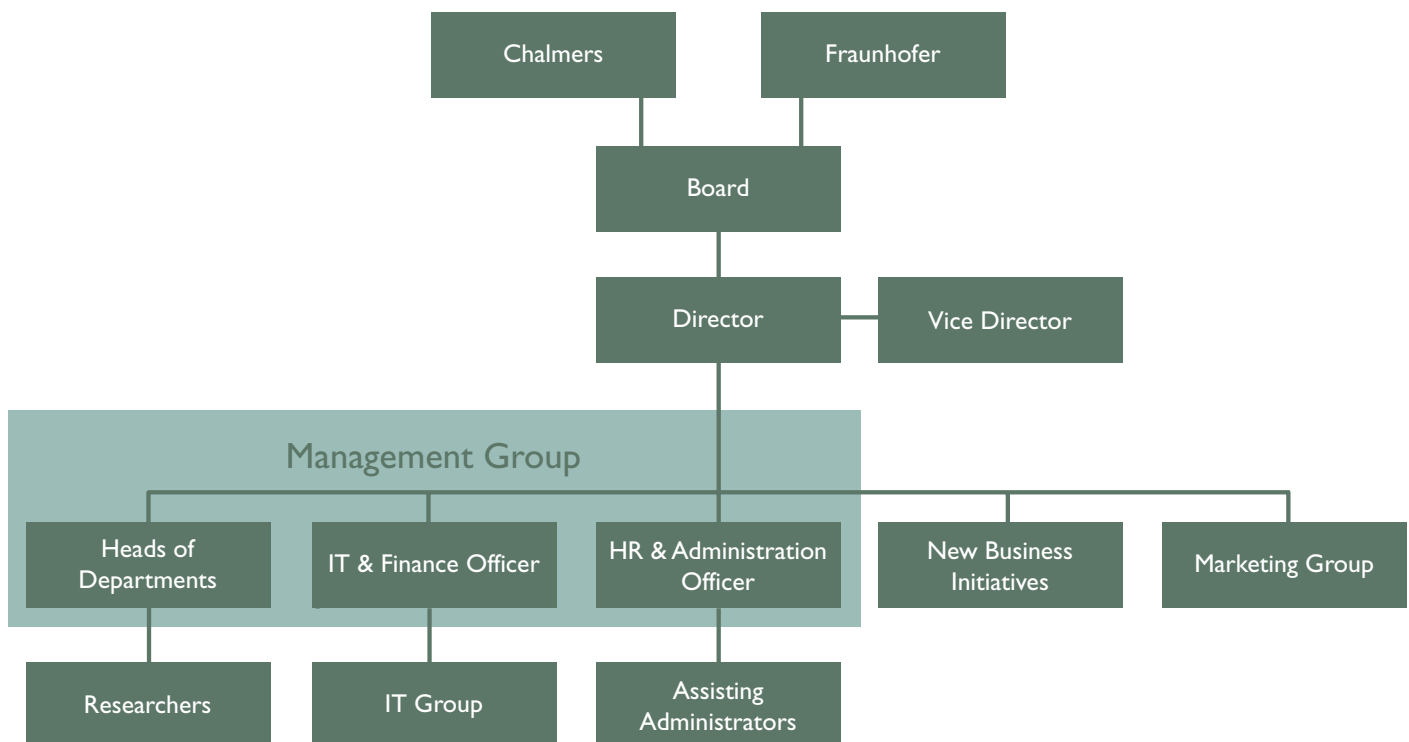 Chalmers
Fraunhofer
Board
Director
Vice Director
Management Group
Heads of
Departments
IT & Finance Officer
HR & Administration
Officer
New Business
Initiatives
Marketing Group
Researchers
IT Group
Assisting
Administrators